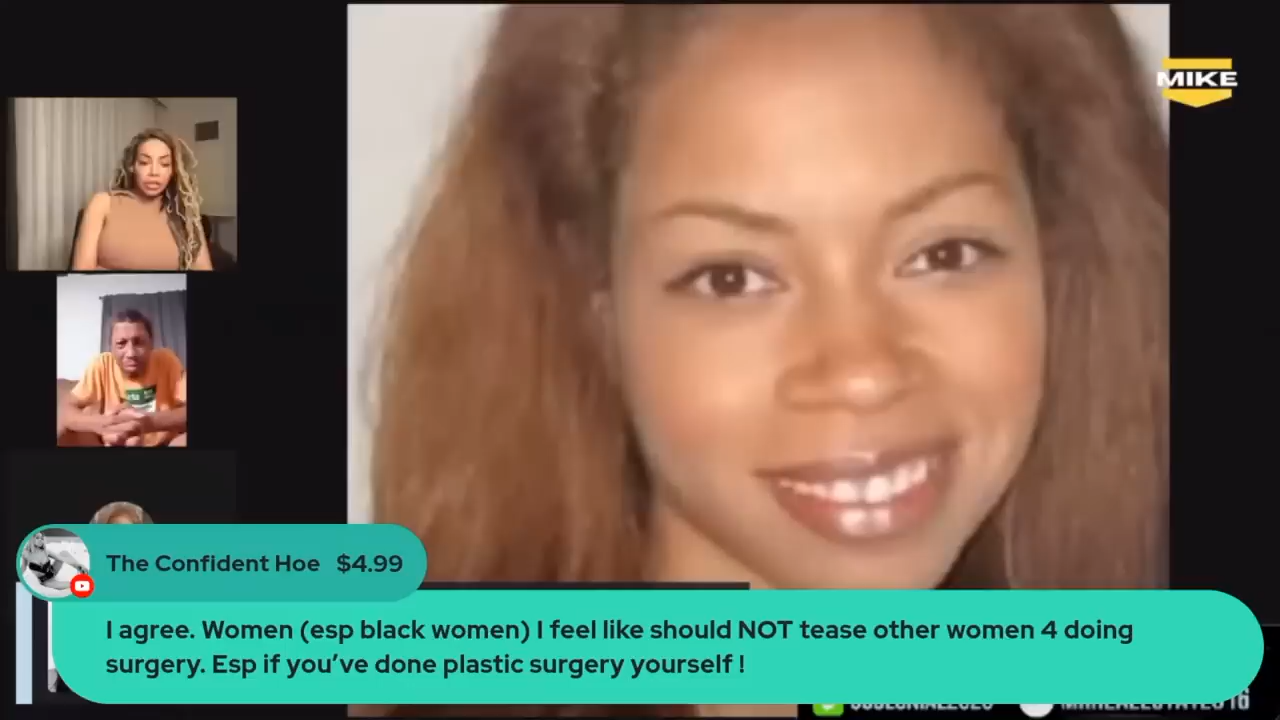 MIKE
The Confident Hoe $4.99
I agree. Women (esp black women) I feel like should NOT tease other women 4 doing
surgery. Esp if you've done plastic surgery yourself !